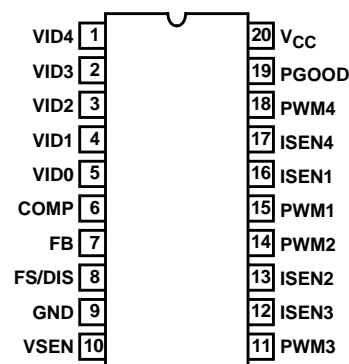 VID4 1 20 VCC
VID3 2 19 PGOOD
VID2 3 18 PWM4
VID1 4 17 ISEN4
VID0 5 16 ISEN1
COMP 6 15 PWM1
FB 7 14 PWM2
FS/DIS 8 13 ISEN2
GND 9 12 ISEN3
VSEN 10 11 PWM3